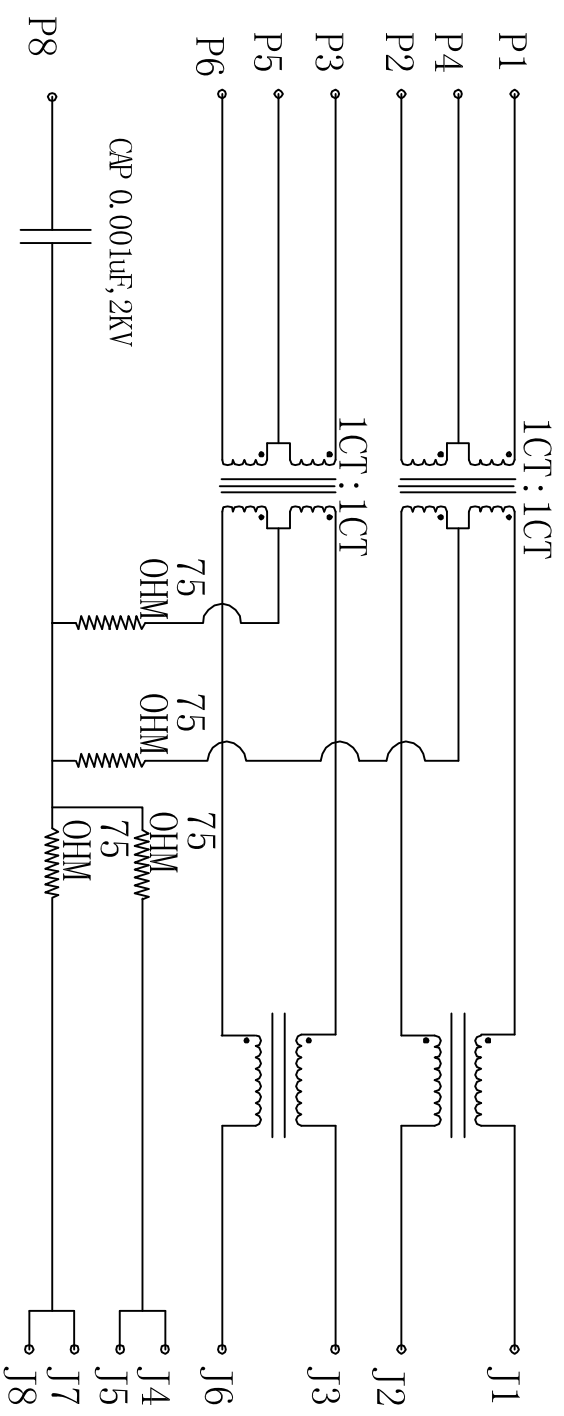 P1
P4
P2
P3
P5
P6
P8
1CT:1CT
1CT:1CT
CAP 0.001uF,2KV
75
OHM
75
OHM
75
OHM
75
OHM
J1
J2
J3
J6
J4
J5
J7
J8